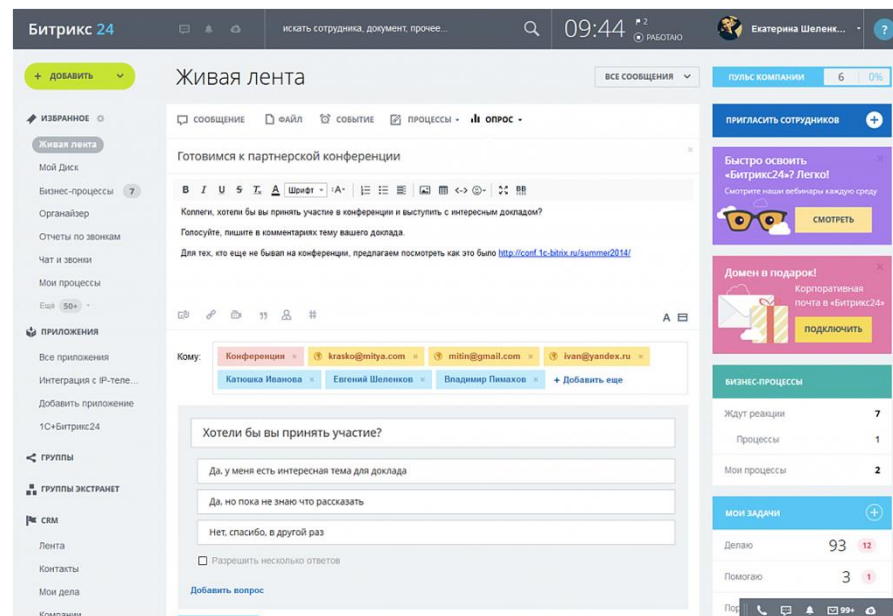 Битрикс 24
искать сотрудника, документ, прочее...
09:44
2
РАБОТАЮ
Екатерина Шеленк...
?
+ ДОБАВИТЬ
ИЗБРАННОЕ
Живая лента
Мой Диск
Бизнес-процессы 7
Органайзер
Отчеты по звонкам
Чат и звонки
Мои процессы
Ещё 50+
ПРИЛОЖЕНИЯ
Все приложения
Интеграция с IP-теле...
Добавить приложение
1С+Битрикс24
ГРУППЫ
ГРУППЫ ЭКСТРАНЕТ
CRM
Лента
Контакты
Мои дела
Компании
Живая лента
ВСЕ СООБЩЕНИЯ
СООБЩЕНИЕ ФАЙЛ СОБЫТИЕ ПРОЦЕССЫ ОПРОС
Готовимся к партнерской конференции
B I U S Tx A Шрифт A BB
Коллеги, хотели бы вы принять участие в конференции и выступить с интересным докладом?
Голосуйте, пишите в комментариях тему вашего доклада.
Для тех, кто еще не бывал на конференции, предлагаем посмотреть как это было http://conf.1c-bitrix.ru/summer2014/
A
Кому: Конференции × krasko@mitya.com × mitin@gmail.com × ivan@yandex.ru ×
Катюшка Иванова × Евгений Шеленков × Владимир Пимахов × + Добавить еще
Хотели бы вы принять участие?
Да, у меня есть интересная тема для доклада
Да, но пока не знаю что рассказать
Нет, спасибо, в другой раз
Разрешить несколько ответов
Добавить вопрос
ПУЛЬС КОМПАНИИ 6 0%
ПРИГЛАСИТЬ СОТРУДНИКОВ
Быстро освоить
«Битрикс24»? Легко!
Смотрите наши вебинары каждую среду
СМОТРЕТЬ
Домен в подарок!
Корпоративная
почта в «Битрикс24»
ПОДКЛЮЧИТЬ
БИЗНЕС-ПРОЦЕССЫ
Ждут реакции 7
Процессы 1
Мои процессы 2
МОИ ЗАДАЧИ
Делаю 93 12
Помогаю 3 1
99+